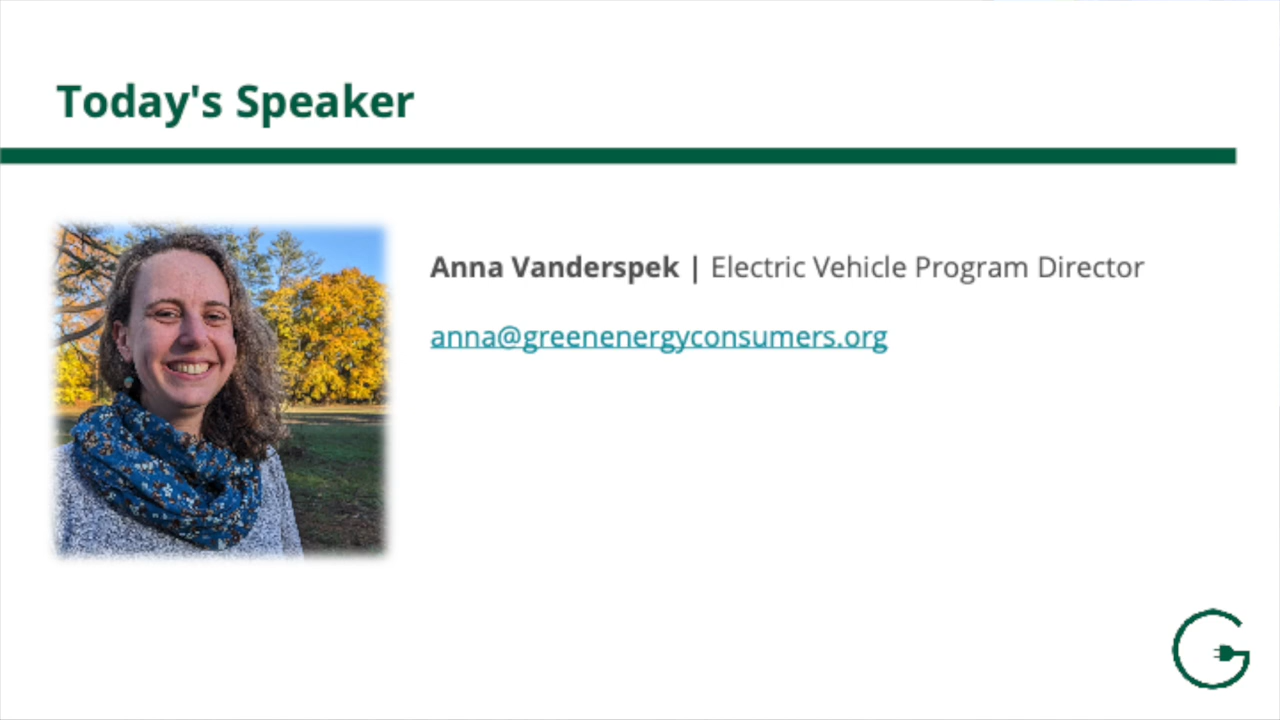 Today's Speaker
Anna Vanderspek | Electric Vehicle Program Director
anna@greenenergyconsumers.org